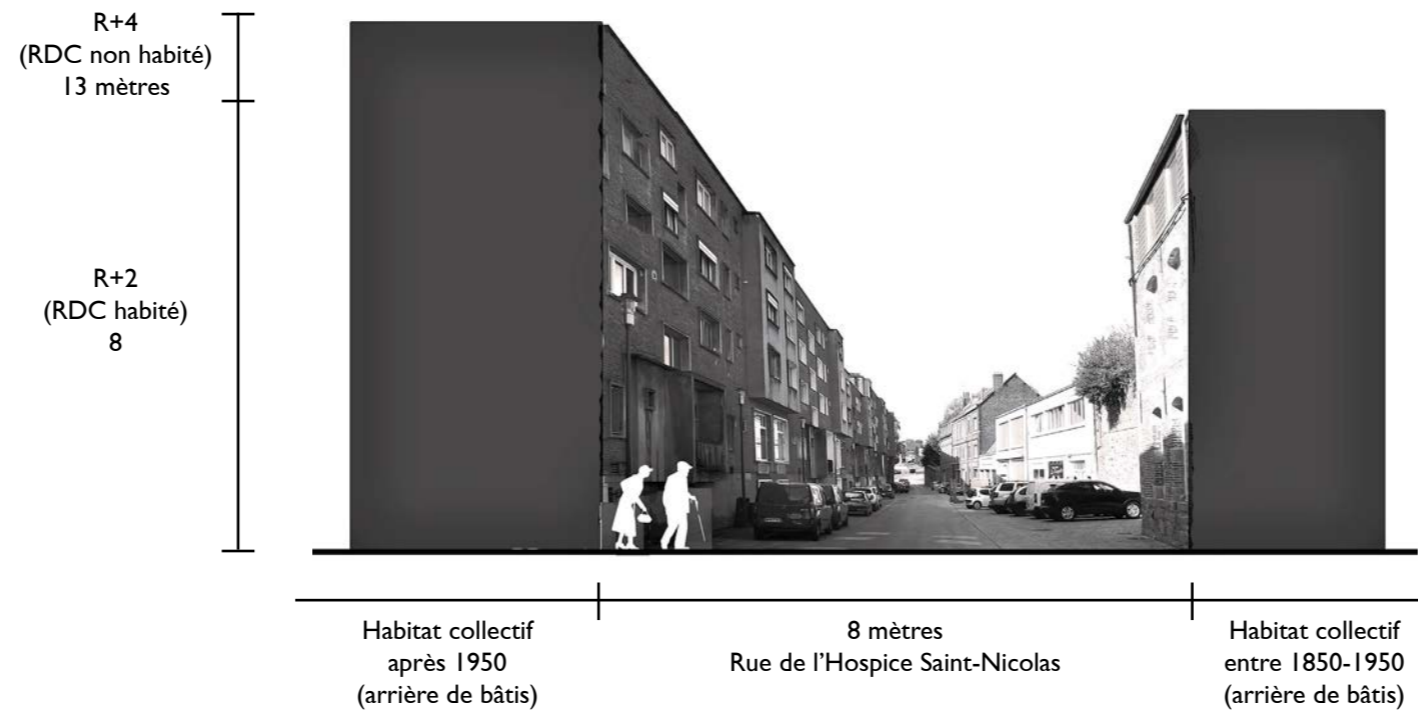 R+4
(RDC non habité)
13 mètres
R+2
(RDC habité)
8
Habitat collectif
après 1950
(arrière de bâtis)
8 mètres
Rue de l'Hospice Saint-Nicolas
Habitat collectif
entre 1850-1950
(arrière de bâtis)